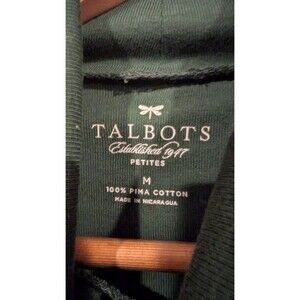 TALBOTS
Established 1947
PETITES
M
100% PIMA COTTON
MADE IN NICARAGUA